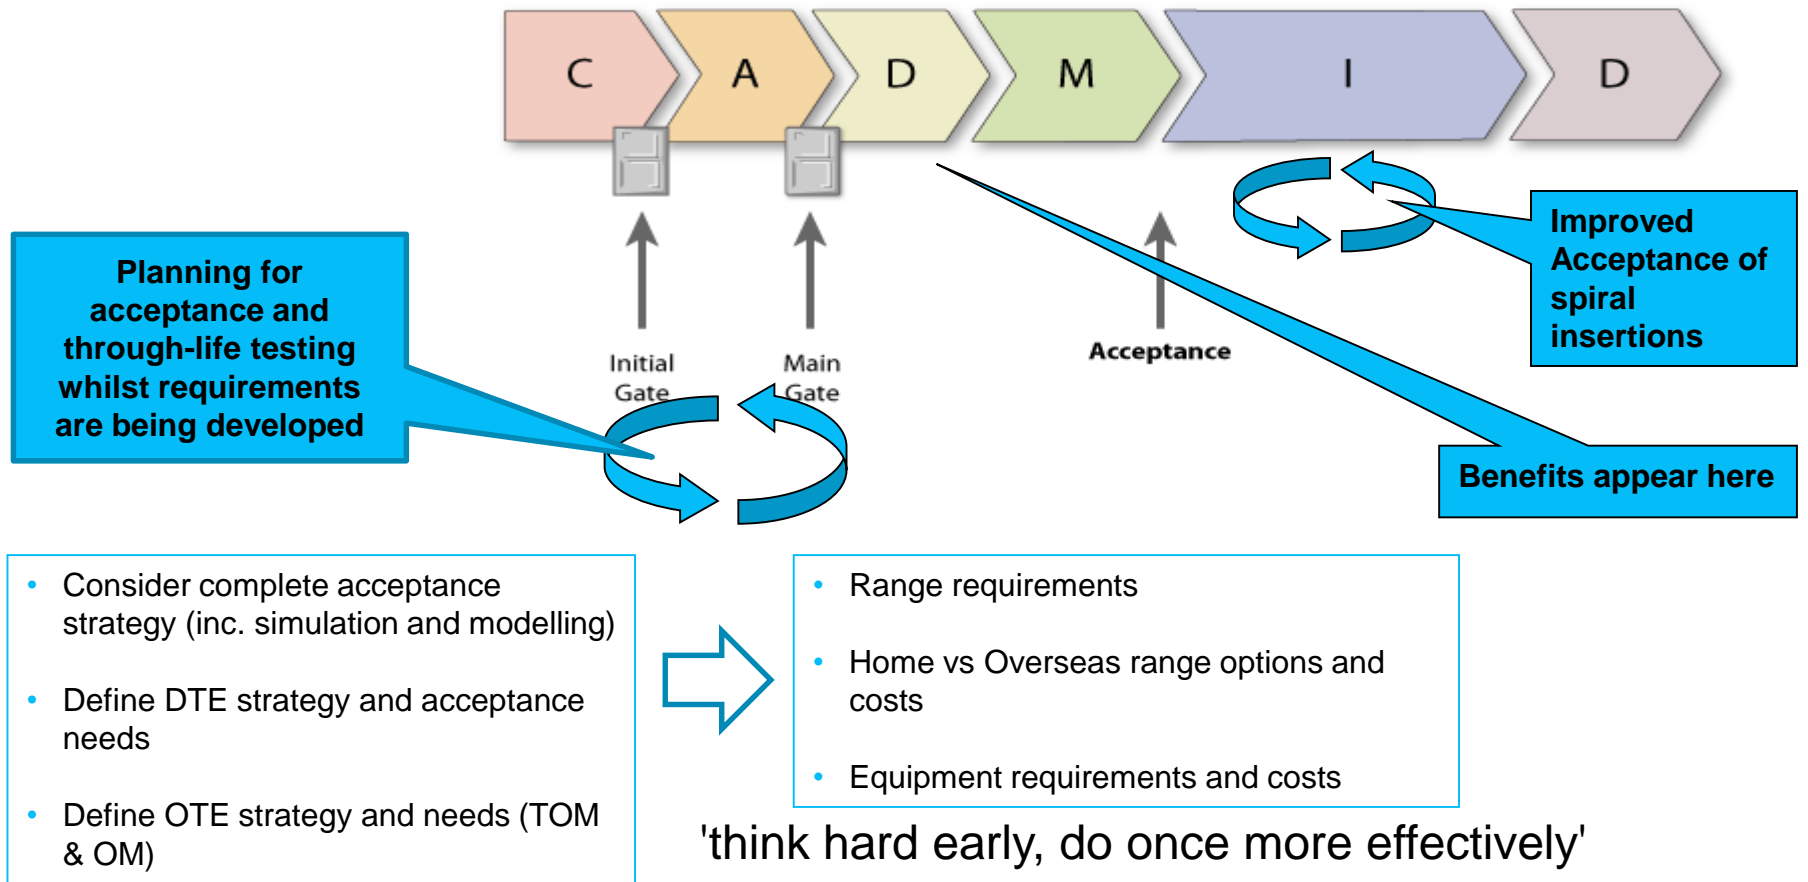 C
A
D
M
I
D
Planning for
acceptance and
through-life testing
whilst requirements
are being developed
Initial
Gate
Main
Gate
Acceptance
Improved
Acceptance of
spiral
insertions
Benefits appear here
• Consider complete acceptance
strategy (inc. simulation and modelling)
• Define DTE strategy and acceptance
needs
• Define OTE strategy and needs (TOM
& OM)
• Range requirements
• Home vs Overseas range options and
costs
• Equipment requirements and costs
'think hard early, do once more effectively'